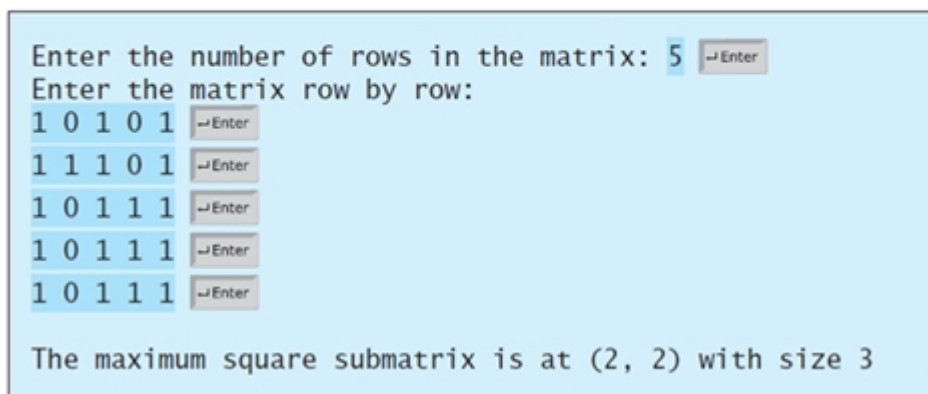 Enter the number of rows in the matrix: 5 ↵Enter
Enter the matrix row by row:
1 0 1 0 1 ↵Enter
1 1 1 0 1 ↵Enter
1 0 1 1 1 ↵Enter
1 0 1 1 1 ↵Enter
1 0 1 1 1 ↵Enter
The maximum square submatrix is at (2, 2) with size 3